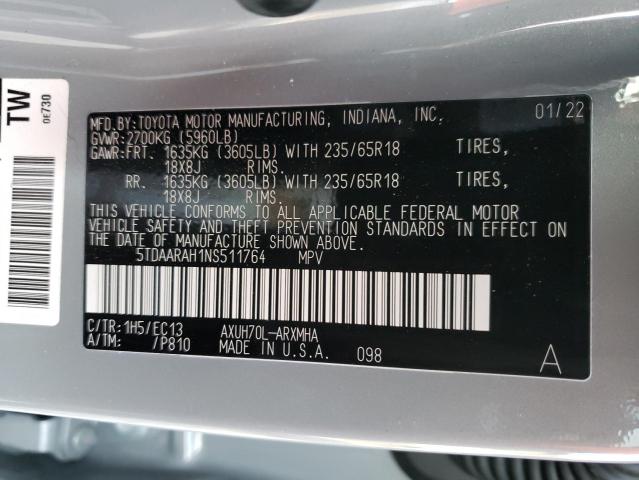 TW
0E730
MFD.BY:TOYOTA MOTOR MANUFACTURING, INDIANA, INC. 01/22
GVWR:2700KG (5960LB)
GAWR:FRT. 1635KG (3605LB) WITH 235/65R18 TIRES,
18X8J RIMS.
RR. 1635KG (3605LB) WITH 235/65R18 TIRES,
18X8J RIMS.
THIS VEHICLE CONFORMS TO ALL APPLICABLE FEDERAL MOTOR
VEHICLE SAFETY AND THEFT PREVENTION STANDARDS IN EFFECT ON
THE DATE OF MANUFACTURE SHOWN ABOVE.
5TDAARAH1NS511764 MPV
C/TR:1H5/EC13 AXUH70L-ARXMHA
A/TM: /P810 MADE IN U.S.A. 098 A